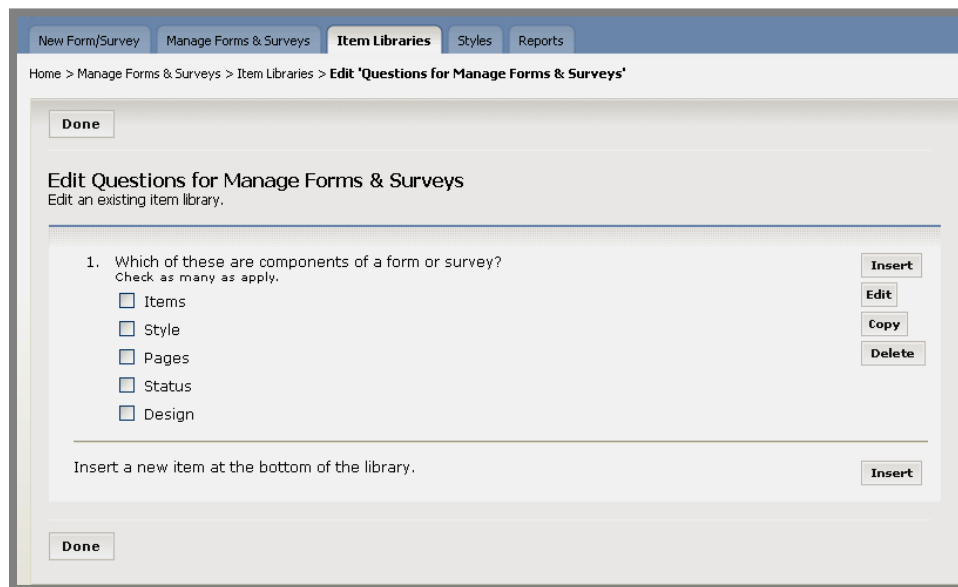 New Form/Survey Manage Forms & Surveys Item Libraries Styles Reports
Home > Manage Forms & Surveys > Item Libraries > Edit 'Questions for Manage Forms & Surveys'
Done
Edit Questions for Manage Forms & Surveys
Edit an existing item library.
1. Which of these are components of a form or survey? Insert
Check as many as apply.
Items Edit
Style Copy
Pages Delete
Status
Design
Insert a new item at the bottom of the library. Insert
Done